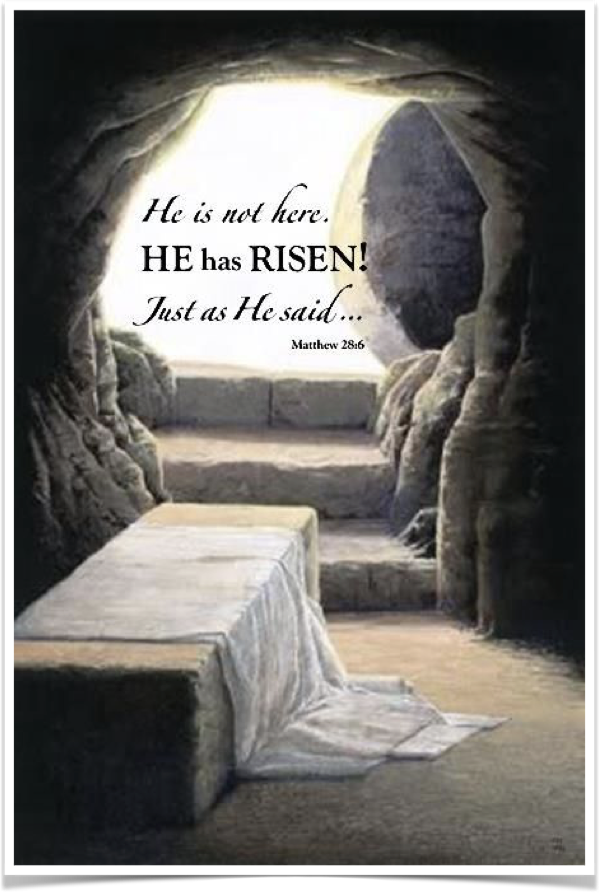 He is not here.
HE has RISEN!
Just as He said...
Matthew 28:6